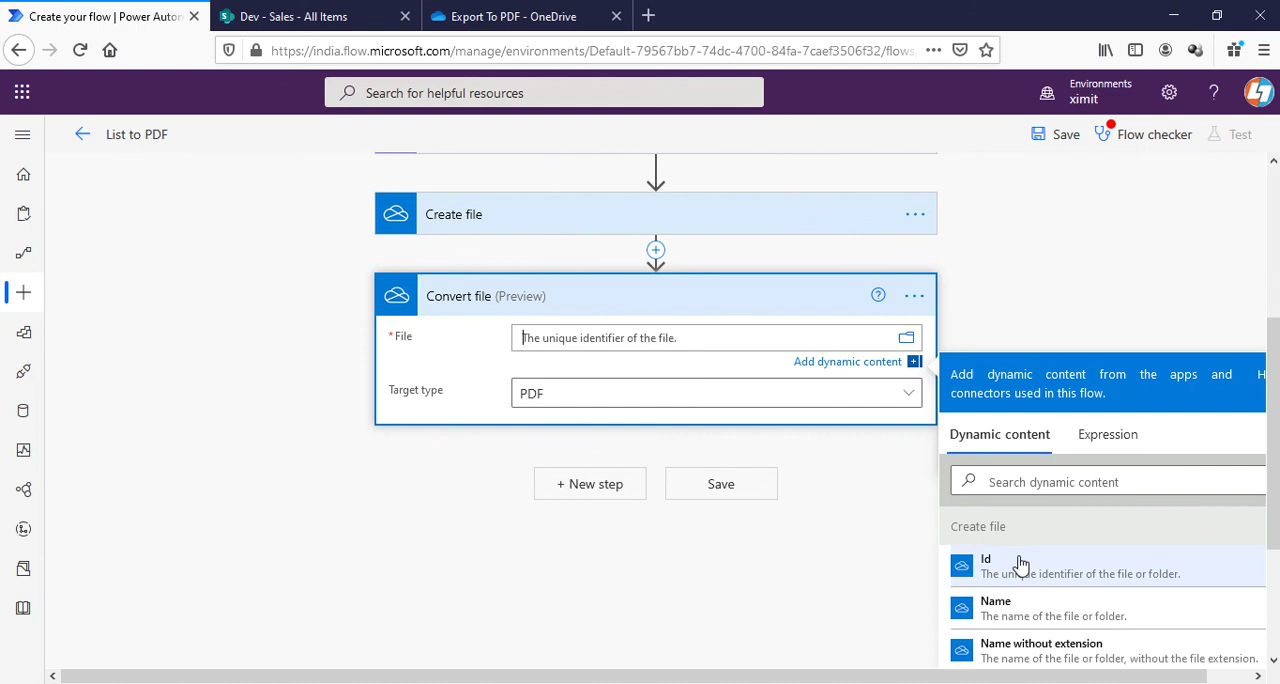 Create your flow | Power Autom
Dev - Sales - All Items
Export To PDF - OneDrive
https://india.flow.microsoft.com/manage/environments/Default-79567bb7-74dc-4700-84fa-7caef3506f32/flows
Search for helpful resources
Environments
ximit
List to PDF
Save
Flow checker
Test
Create file
Convert file (Preview)
* File
The unique identifier of the file.
Add dynamic content
Target type
PDF
+ New step
Save
Add dynamic content from the apps and H
connectors used in this flow.
Dynamic content
Expression
Search dynamic content
Create file
Id
The unique identifier of the file or folder.
Name
The name of the file or folder.
Name without extension
The name of the file or folder, without the file extension.